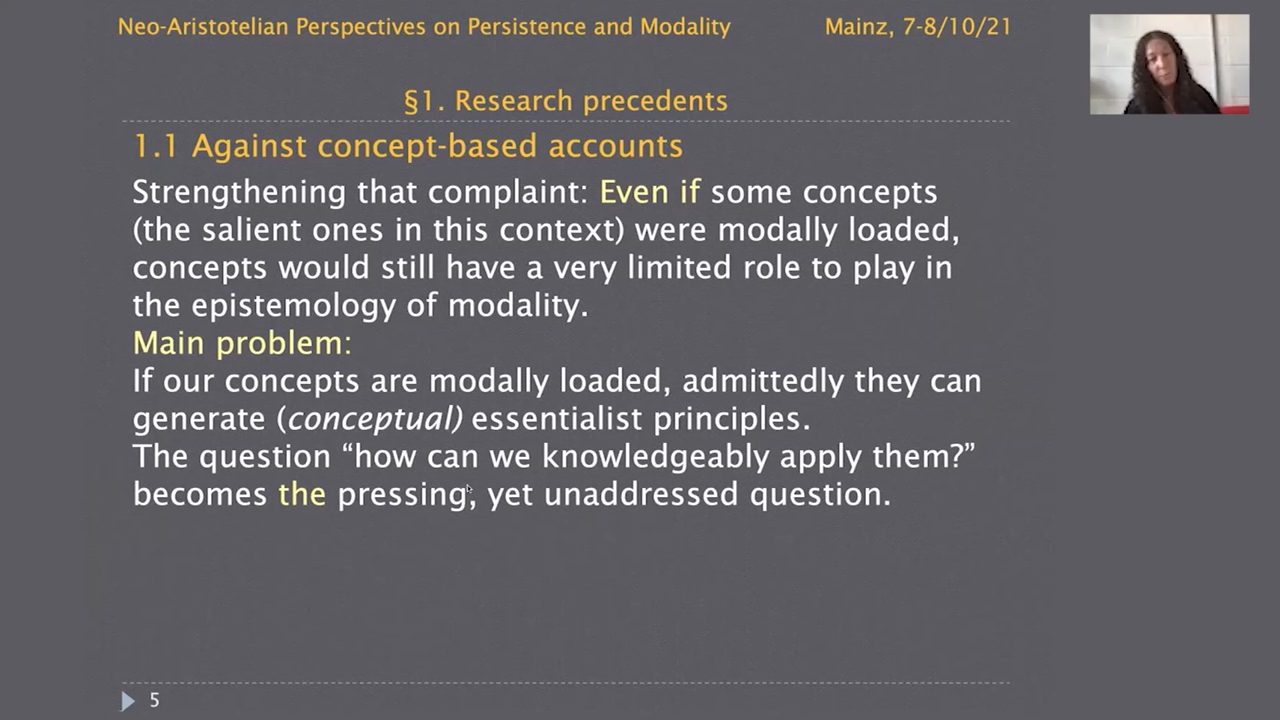 Neo-Aristotelian Perspectives on Persistence and Modality Mainz, 7-8/10/21
§1. Research precedents
1.1 Against concept-based accounts
Strengthening that complaint: Even if some concepts
(the salient ones in this context) were modally loaded,
concepts would still have a very limited role to play in
the epistemology of modality.
Main problem:
If our concepts are modally loaded, admittedly they can
generate (conceptual) essentialist principles.
The question “how can we knowledgeably apply them?”
becomes the pressing, yet unaddressed question.
5